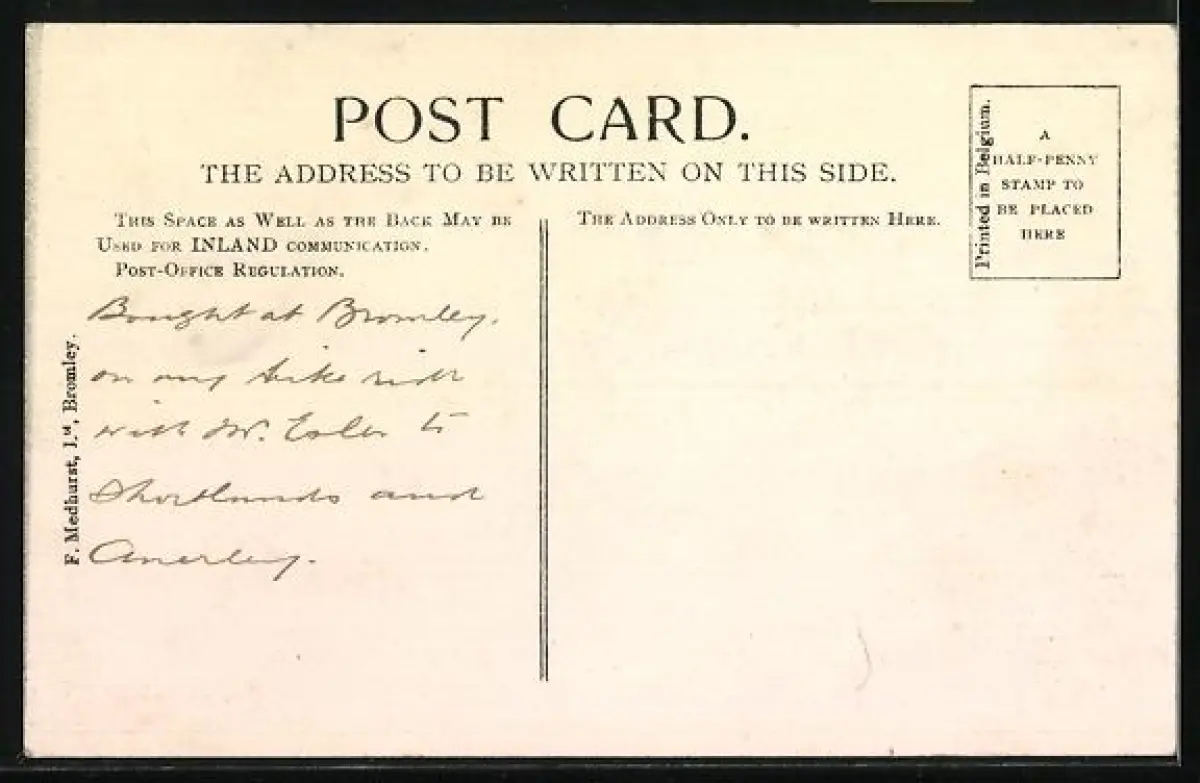 POST CARD.
THE ADDRESS TO BE WRITTEN ON THIS SIDE.
THIS SPACE AS WELL AS THE BACK MAY BE
USED FOR INLAND COMMUNICATION.
POST-OFFICE REGULATION.
THE ADDRESS ONLY TO BE WRITTEN HERE.
Printed in Belgium.
A
HALF-PENNY
STAMP TO
BE PLACED
HERE
F. Medhurst, Ld, Bromley.
Bought at Bromley.
on my bike ride
with W. to
Shortlands and
Anerley.